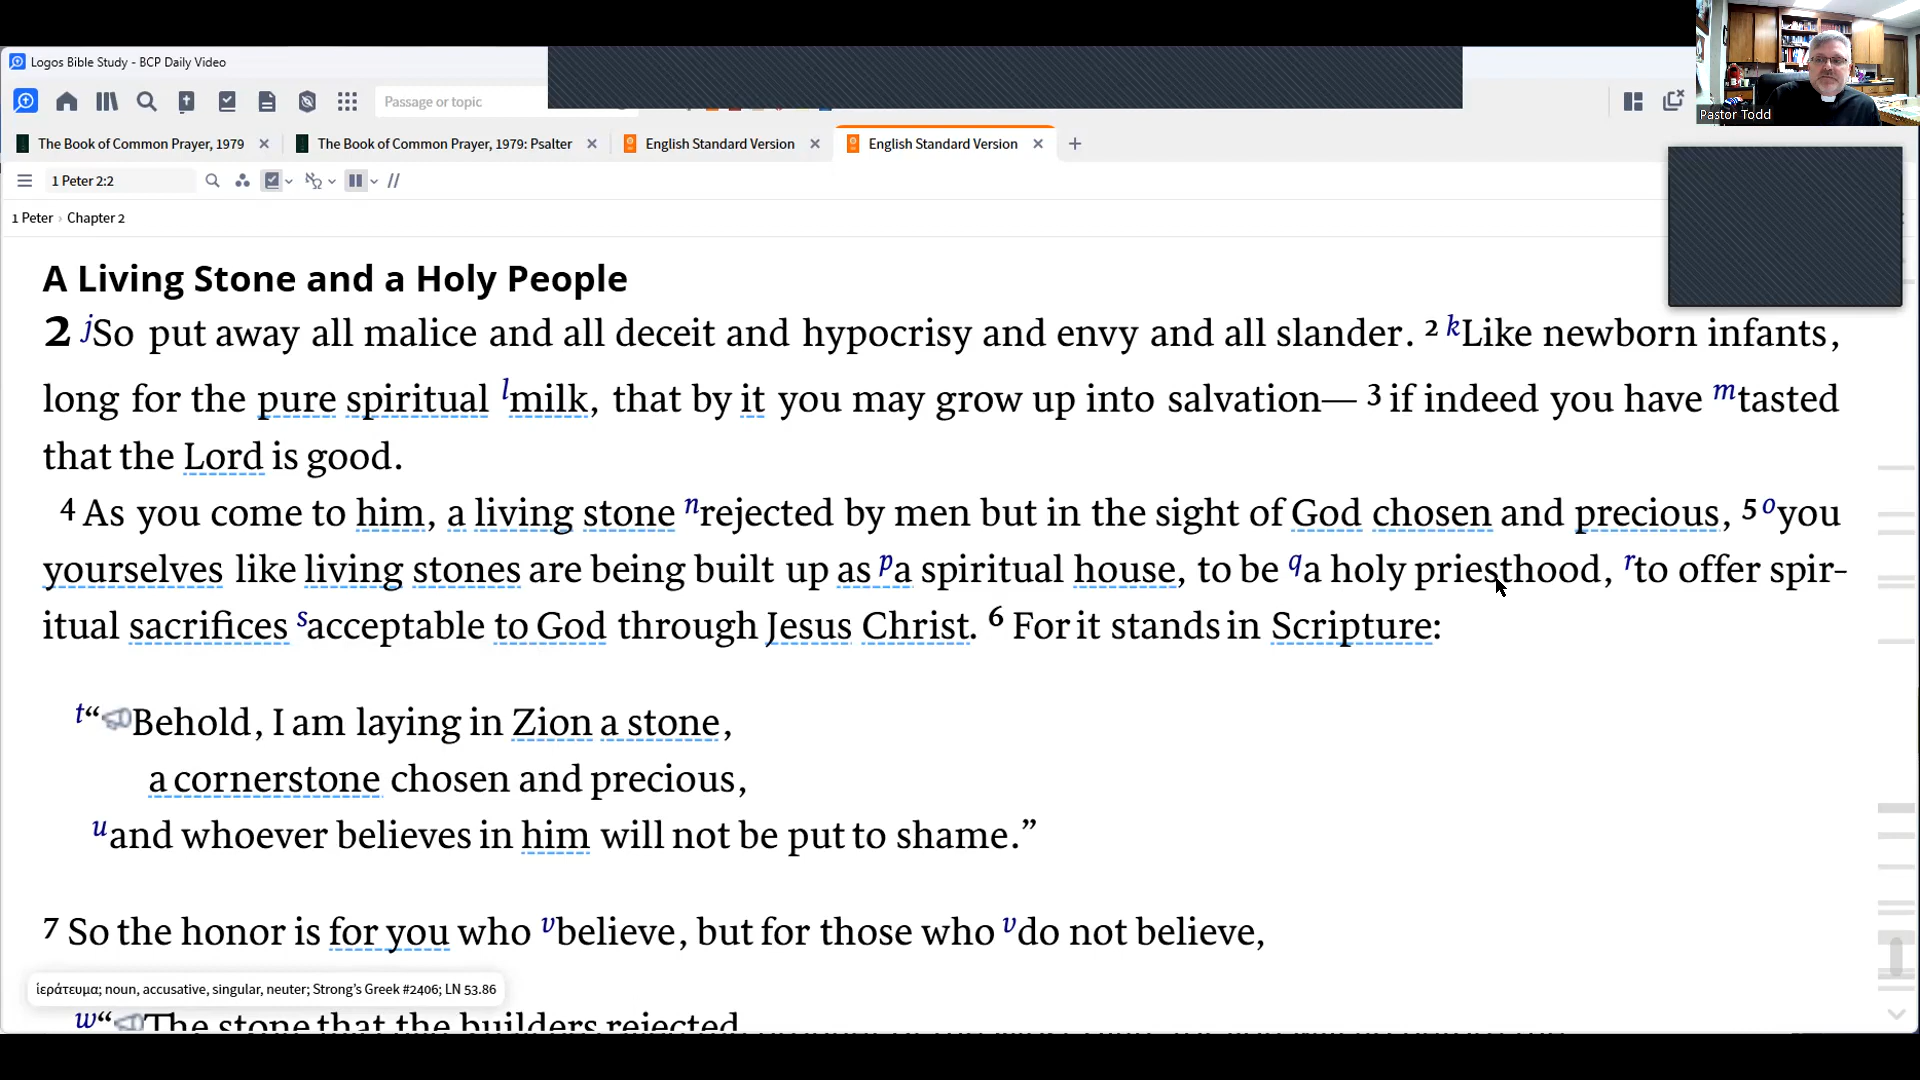 Logos Bible Study - BCP Daily Video
Passage or topic
Pastor Todd
The Book of Common Prayer, 1979
The Book of Common Prayer, 1979: Psalter
English Standard Version
English Standard Version
1 Peter 2:2
1 Peter › Chapter 2
A Living Stone and a Holy People
2 jSo put away all malice and all deceit and hypocrisy and envy and all slander. 2 kLike newborn infants,
long for the pure spiritual lmilk, that by it you may grow up into salvation— 3 if indeed you have mtasted
that the Lord is good.
4 As you come to him, a living stone nrejected by men but in the sight of God chosen and precious, 5 oyou
yourselves like living stones are being built up as pa spiritual house, to be qa holy priesthood, rto offer spir-
itual sacrifices sacceptable to God through Jesus Christ. 6 For it stands in Scripture:
t“Behold, I am laying in Zion a stone,
a cornerstone chosen and precious,
uand whoever believes in him will not be put to shame.”
7 So the honor is for you who vbelieve, but for those who vdo not believe,
ἱεράτευμα; noun, accusative, singular, neuter; Strong’s Greek #2406; LN 53.86
w“The stone that the builders rejected